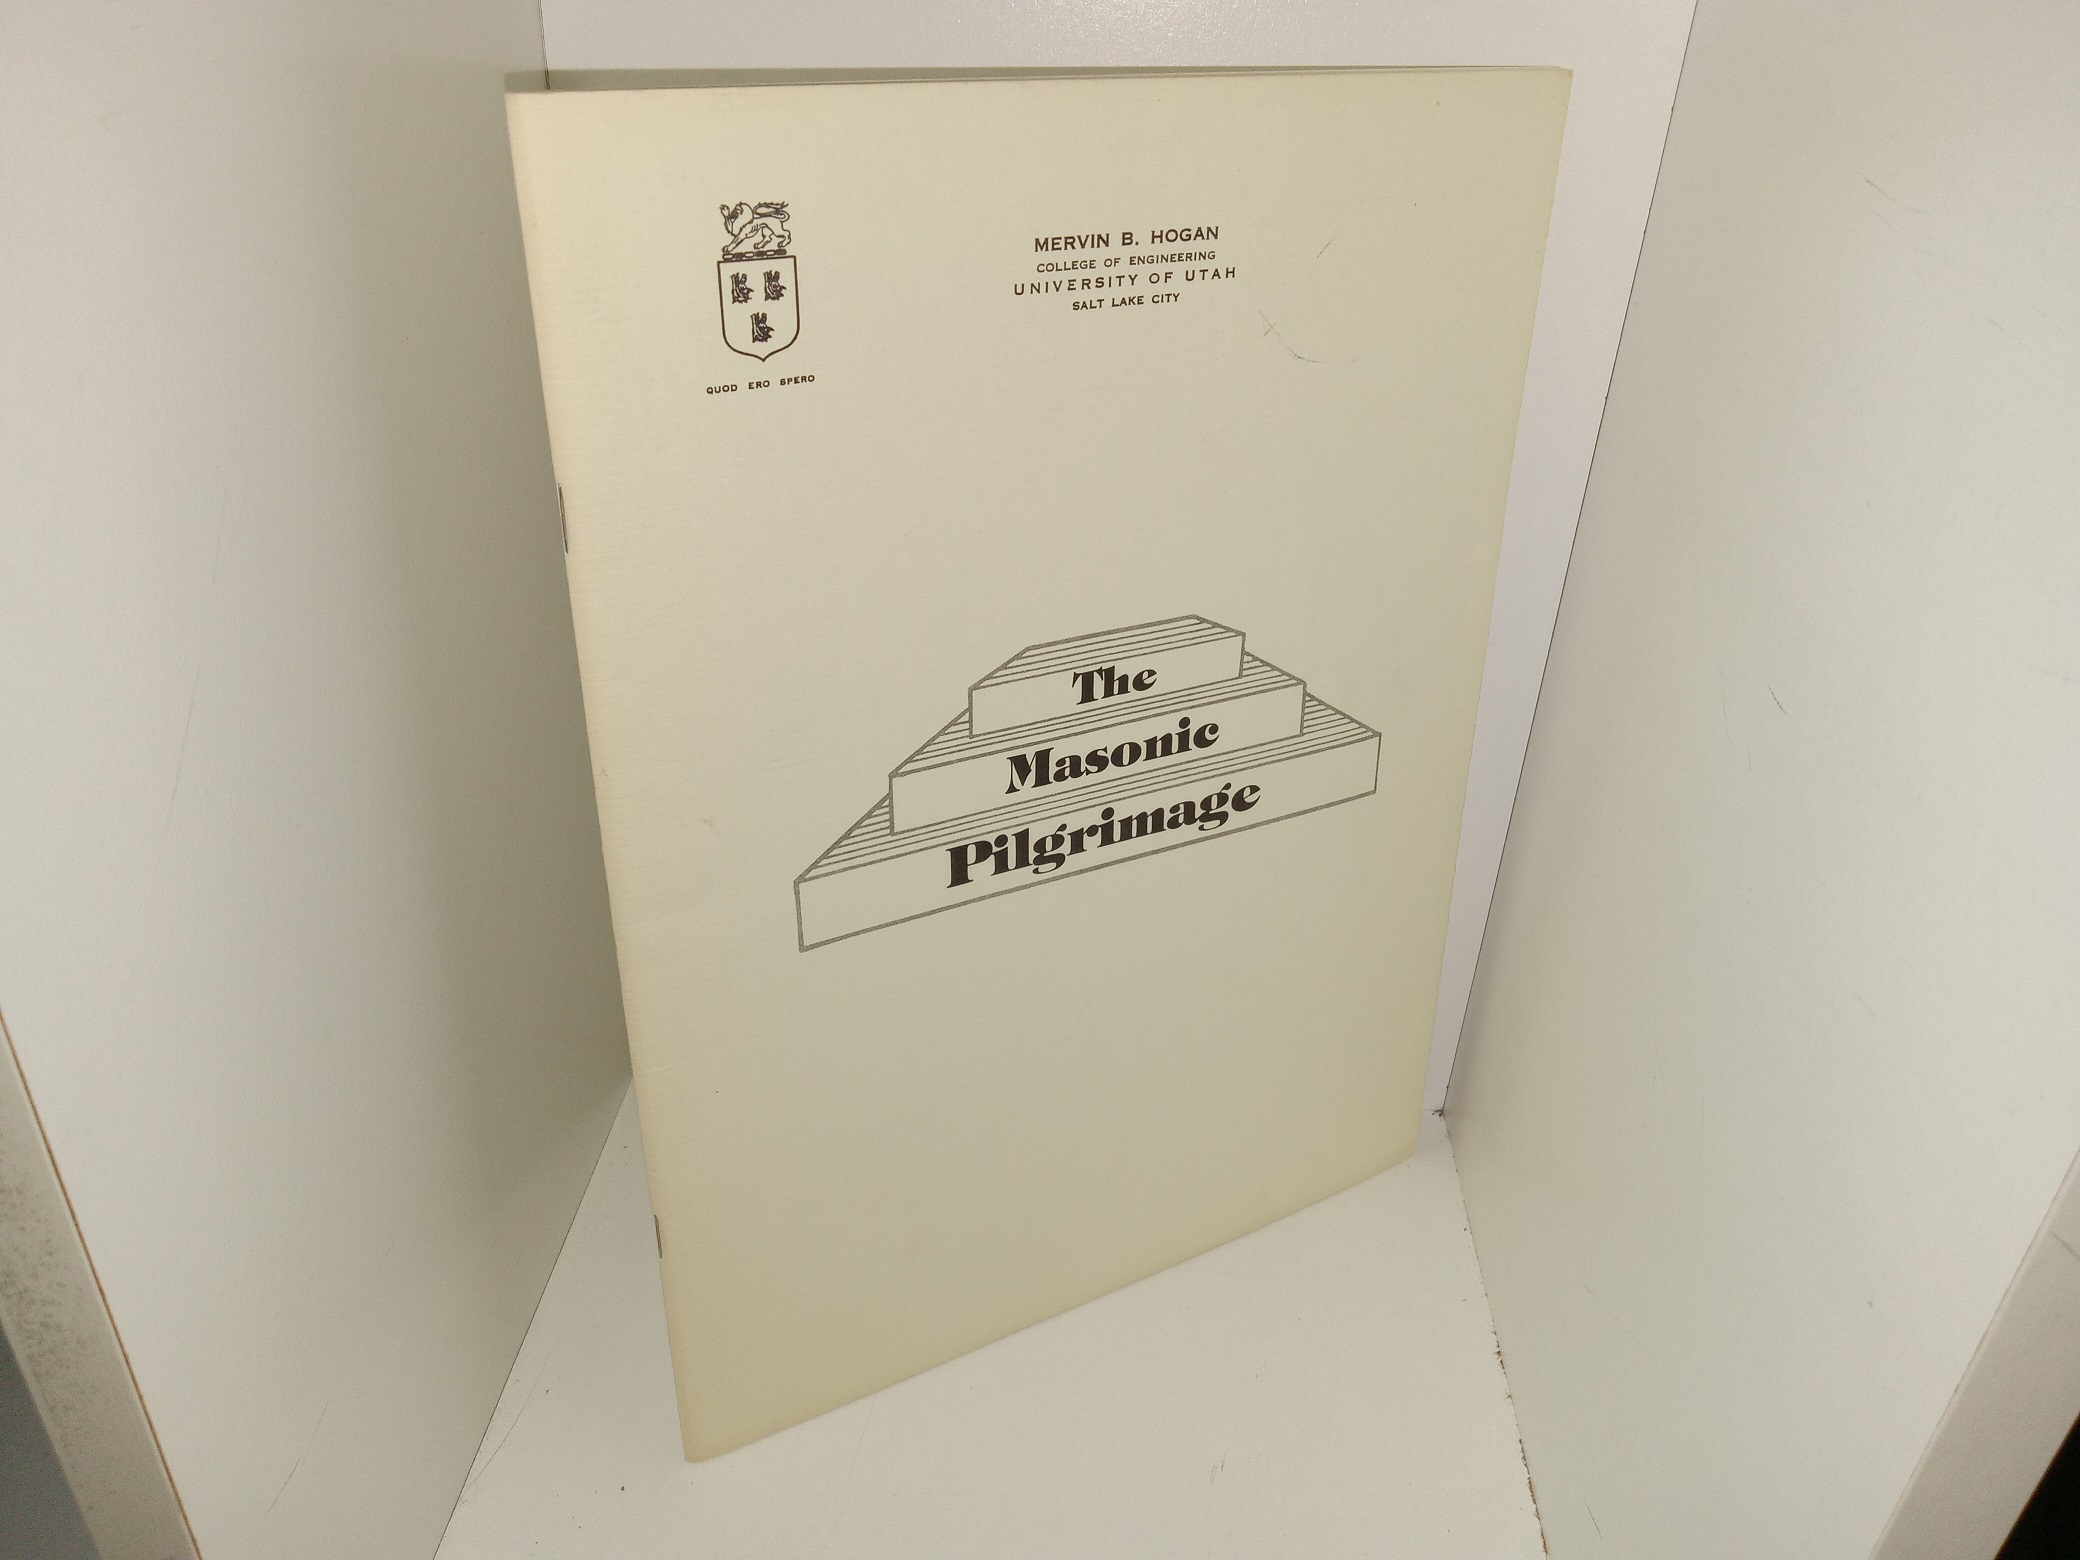 MERVIN B. HOGAN
COLLEGE OF ENGINEERING
UNIVERSITY OF UTAH
SALT LAKE CITY
QUOD ERO SPERO
The
Masonic
Pilgrimage